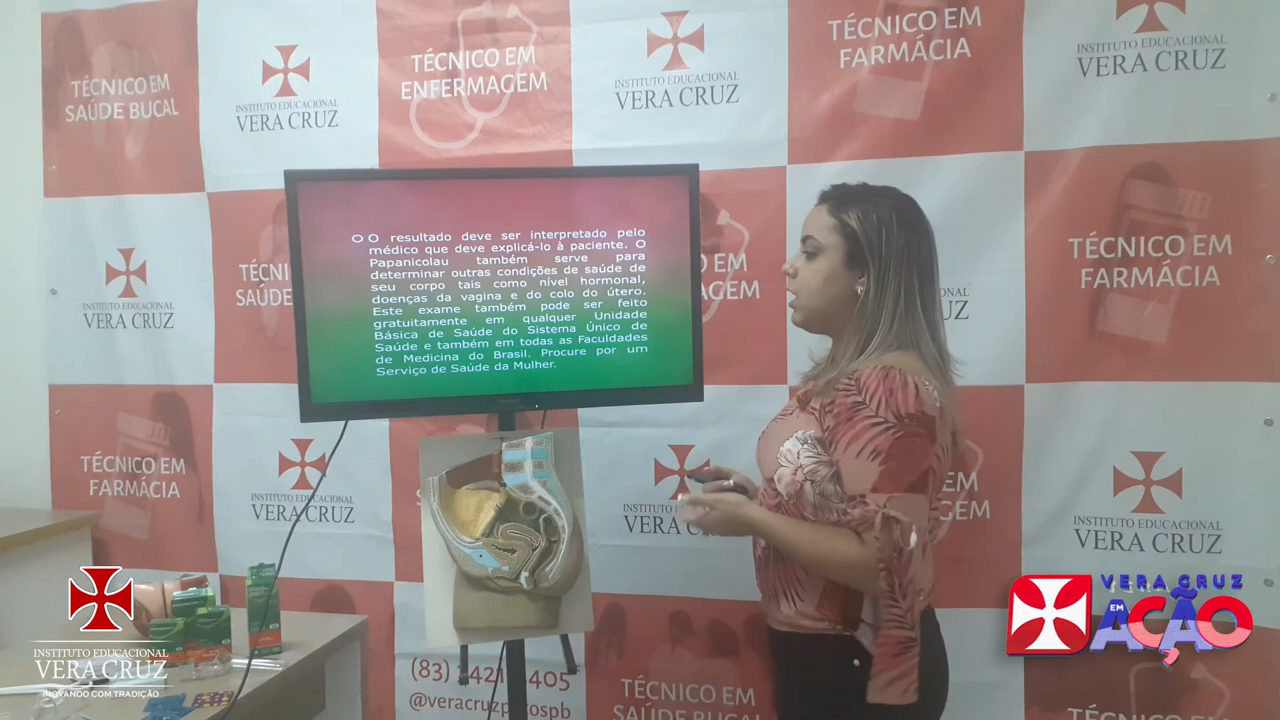 TÉCNICO EM
SAÚDE BUCAL
INSTITUTO EDUCACIONAL
VERA CRUZ
TÉCNICO EM
ENFERMAGEM
INSTITUTO EDUCACIONAL
VERA CRUZ
TÉCNICO EM
FARMÁCIA
INSTITUTO EDUCACIONAL
VERA CRUZ
INSTITUTO EDUCACIONAL
VERA CRUZ
O resultado deve ser interpretado pelo
médico que deve explicá-lo à paciente. O
Papanicolau também serve para
determinar outras condições de saúde de
seu corpo tais como nível hormonal,
doenças da vagina e do colo do útero.
Este exame também pode ser feito
gratuitamente em qualquer Unidade
Básica de Saúde do Sistema Único de
Saúde e também em todas as Faculdades
de Medicina do Brasil. Procure por um
Serviço de Saúde da Mulher.
TÉCNICO EM
FARMÁCIA
TÉCNICO EM
FARMÁCIA
INSTITUTO EDUCACIONAL
VERA CRUZ
VERA CRUZ
INSTITUTO EDUCACIONAL
VERA CRUZ
INSTITUTO EDUCACIONAL
VERA CRUZ
INOVANDO COM TRADIÇÃO
VERA CRUZ
EM
AÇÃO
(83)
405
TÉCNICO EM
SAÚDE BUCAL